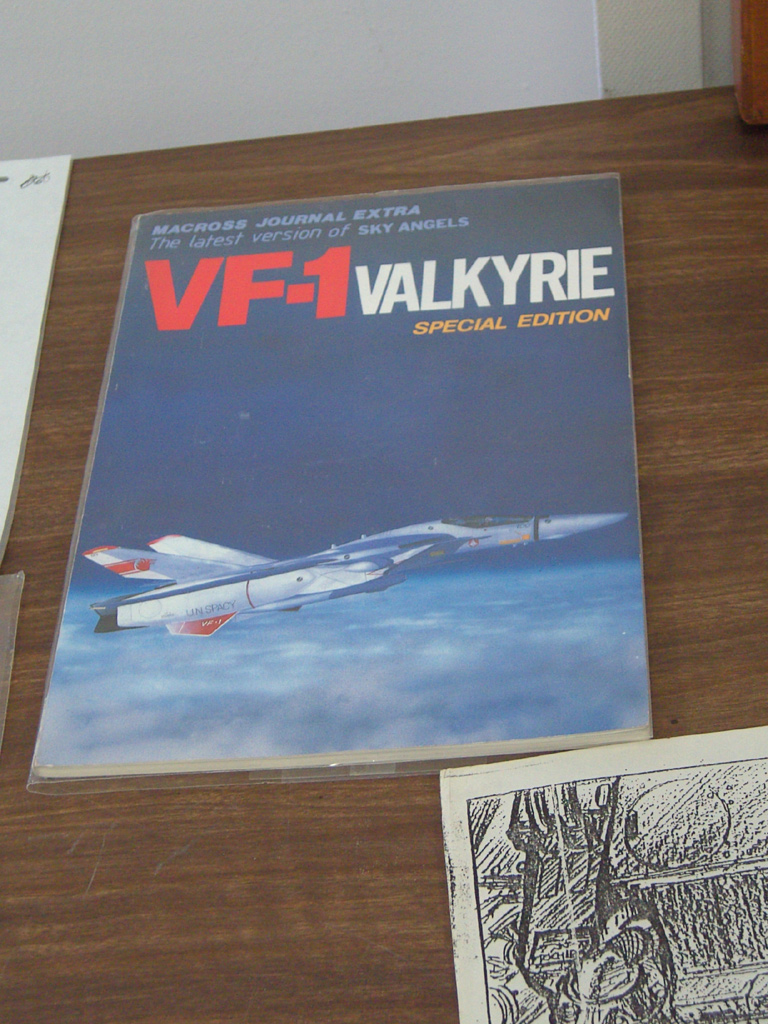 MACROSS JOURNAL EXTRA
The latest version of SKY ANGELS
VF-1 VALKYRIE
SPECIAL EDITION
U.N.SPACY
VF-1